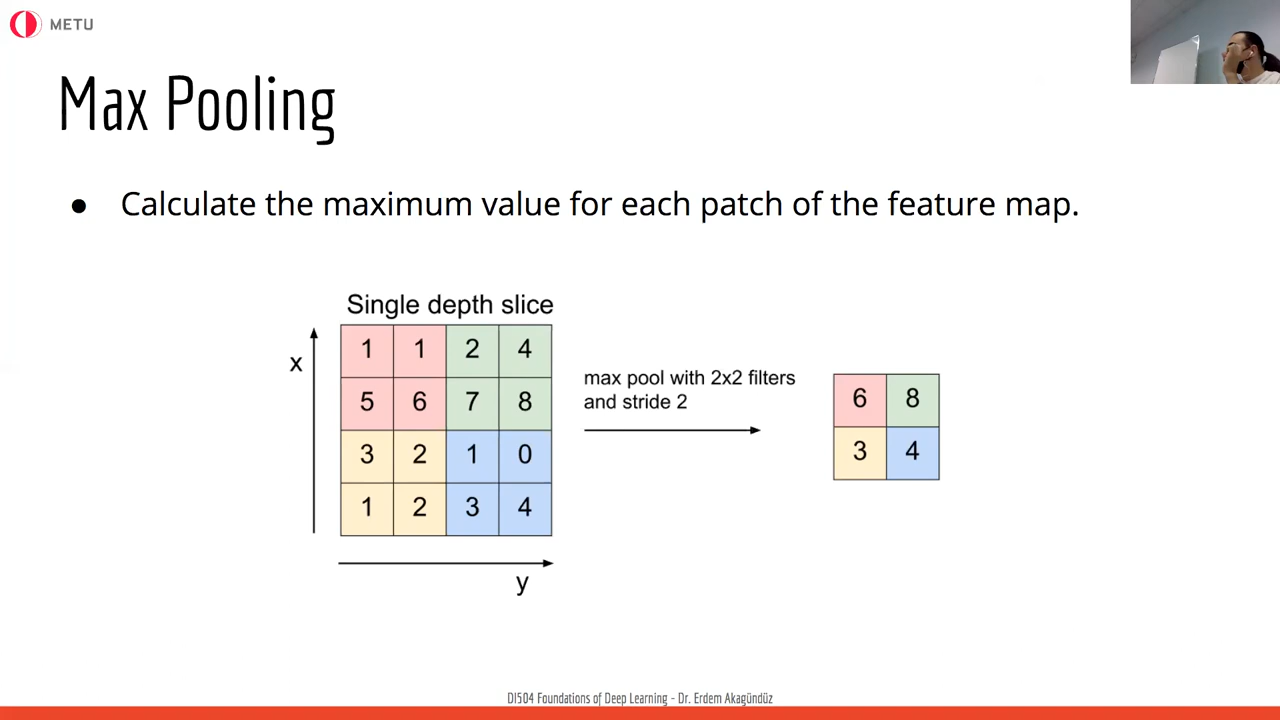 METU
Max Pooling
● Calculate the maximum value for each patch of the feature map.
Single depth slice
x
1 1 2 4
5 6 7 8
3 2 1 0
1 2 3 4
y
max pool with 2x2 filters
and stride 2
6 8
3 4
DI504 Foundations of Deep Learning - Dr. Erdem Akagündüz